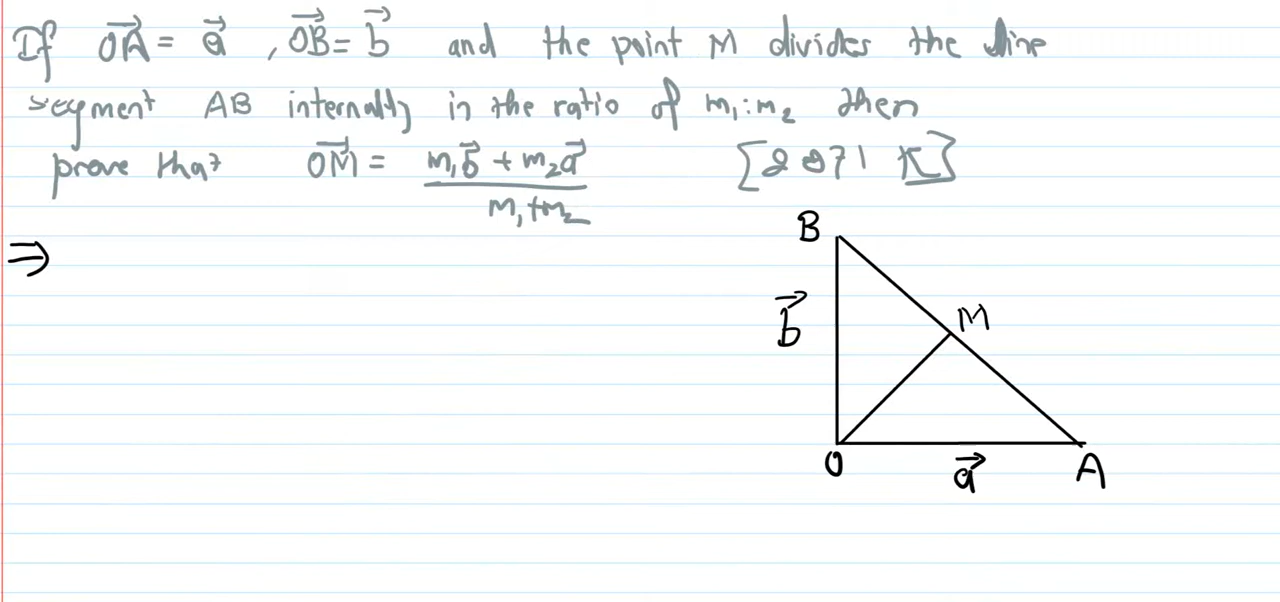 If OA⃗ = a⃗ , OB⃗ = b⃗ and the point M divides the line
segment AB internally in the ratio of m₁:m₂ then
prove that OM⃗ = (m₁b⃗ + m₂a⃗)/(m₁+m₂) [2071
⇒
B
b⃗
M
O
a⃗
A